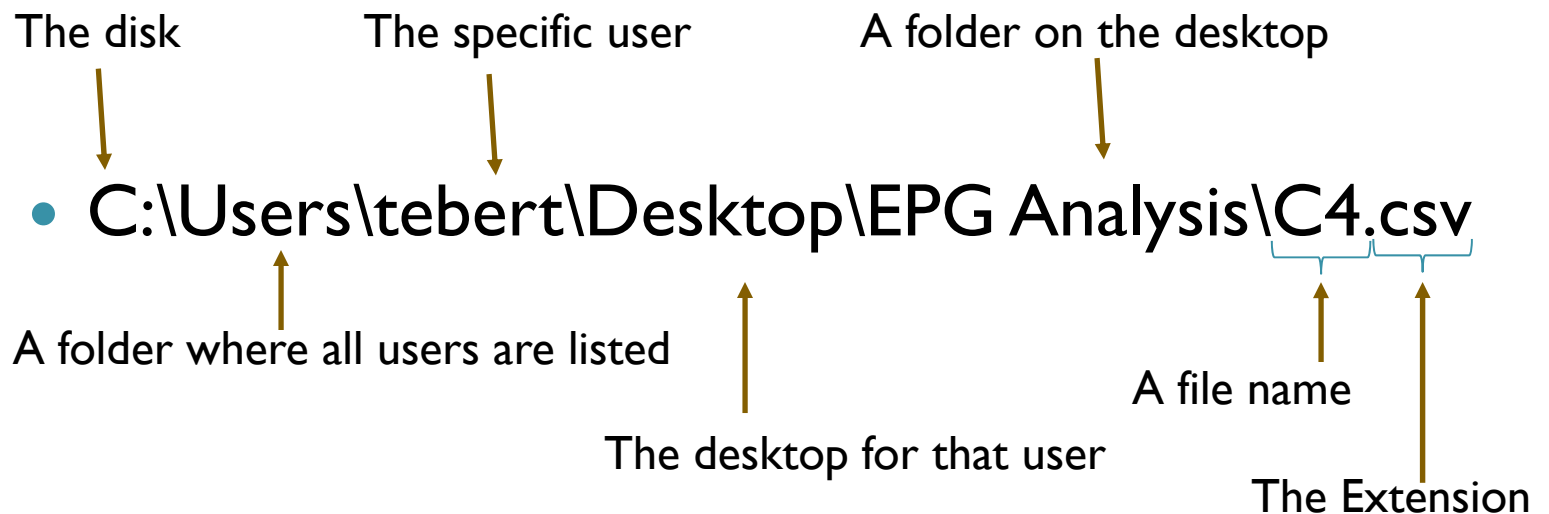 The disk
The specific user
A folder on the desktop
• C:\Users\tebert\Desktop\EPG Analysis\C4.csv
A folder where all users are listed
A file name
The desktop for that user
The Extension